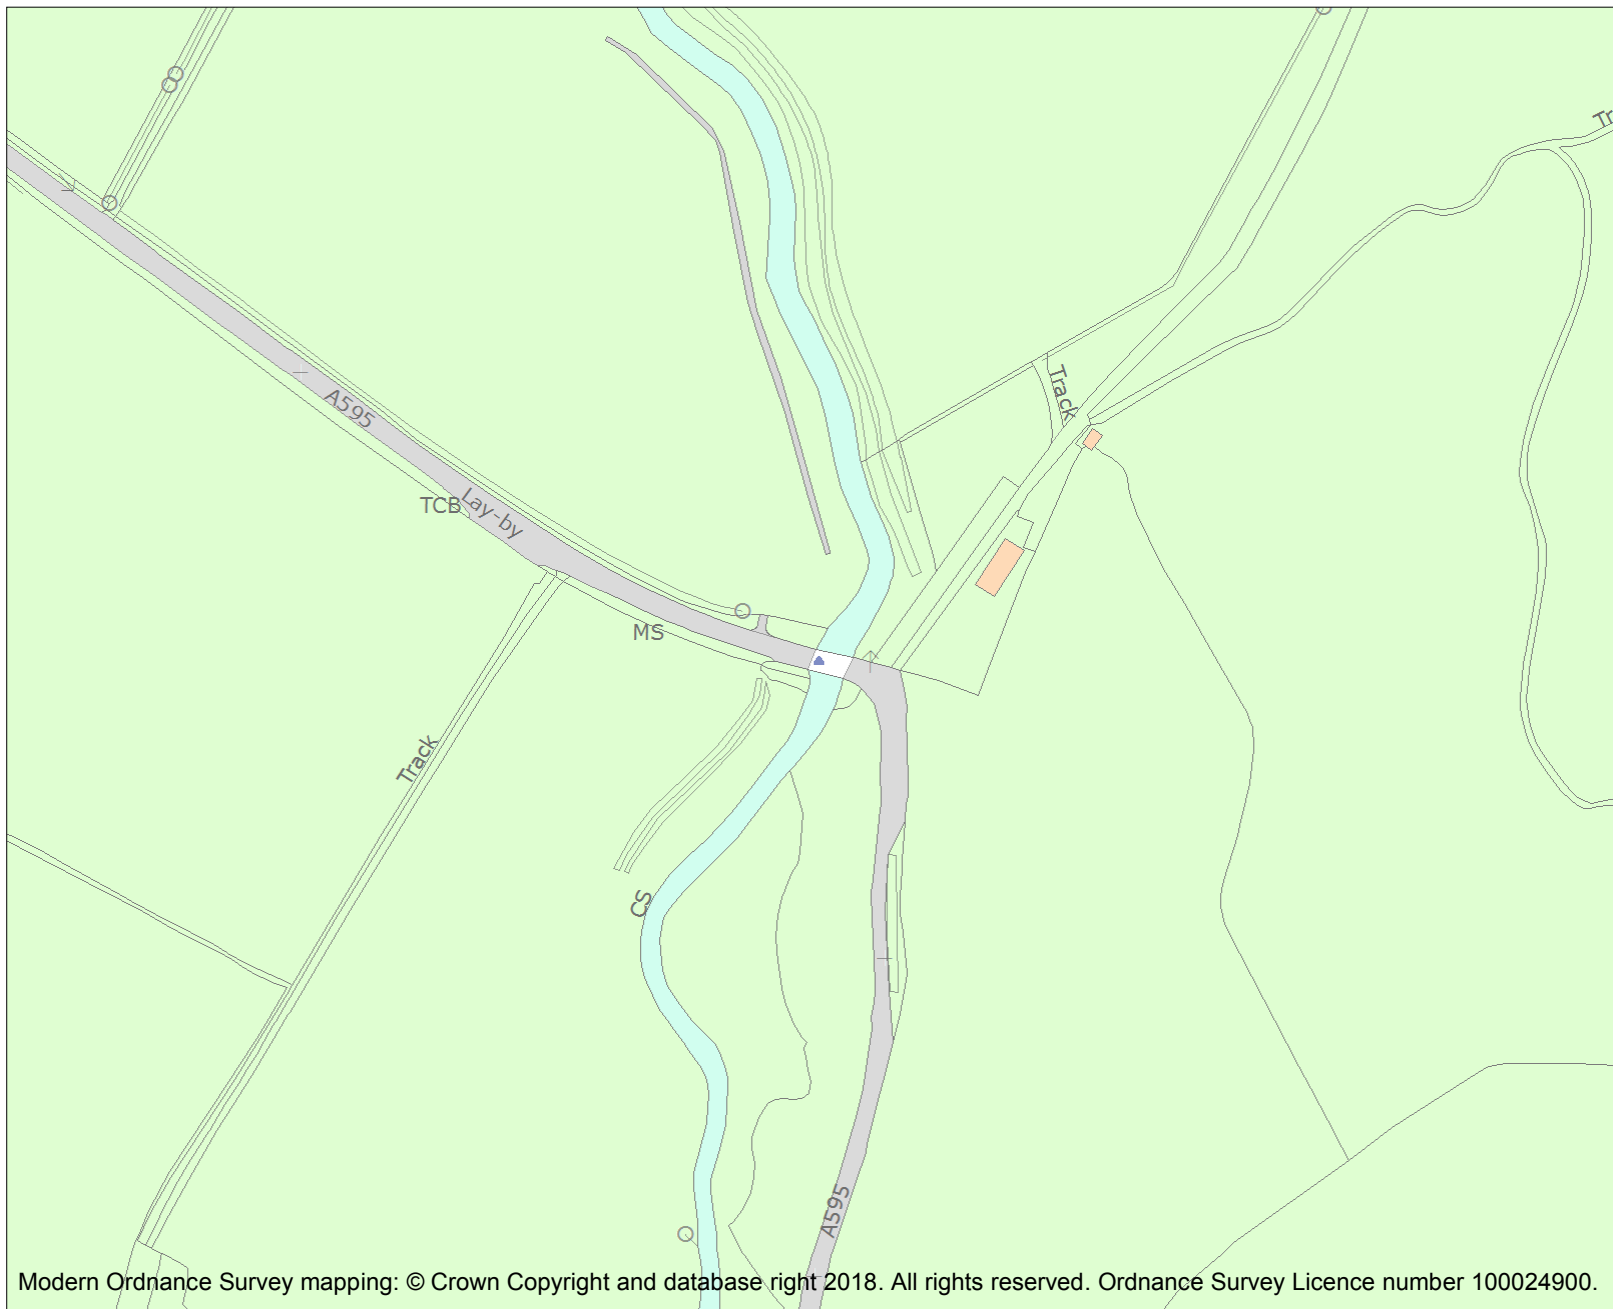 Track
A595
TCB
Lay-by
MS
Track
CS
A595
Modern Ordnance Survey mapping: © Crown Copyright and database right 2018. All rights reserved. Ordnance Survey Licence number 100024900.